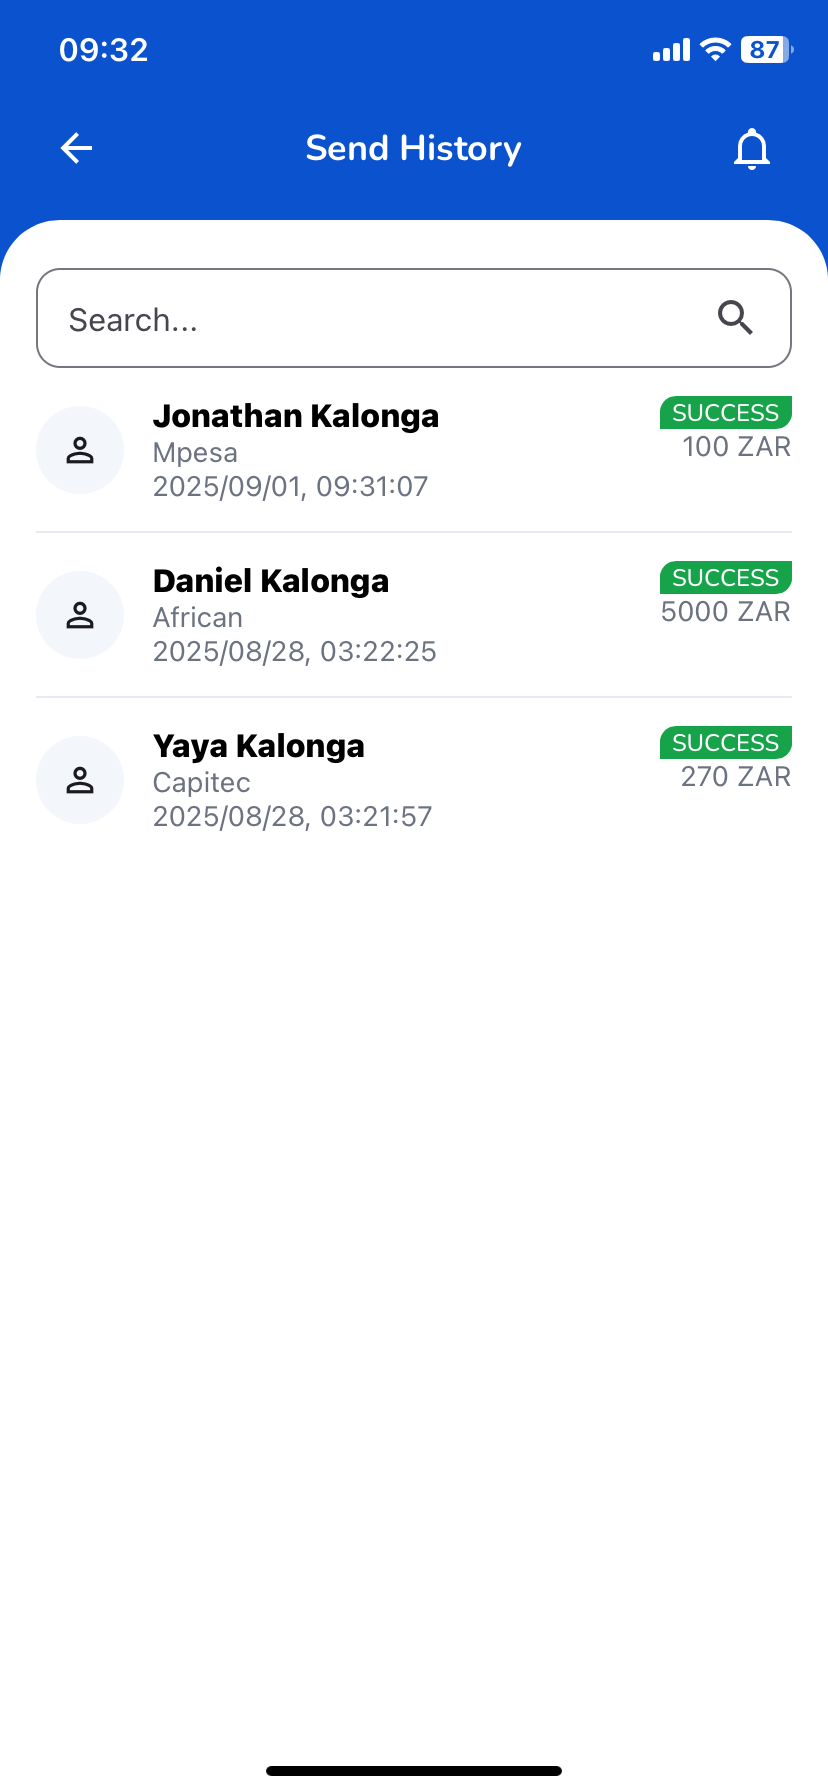 09:32
87
Send History
Search...
Jonathan Kalonga
SUCCESS
Mpesa
100 ZAR
2025/09/01, 09:31:07
Daniel Kalonga
SUCCESS
African
5000 ZAR
2025/08/28, 03:22:25
Yaya Kalonga
SUCCESS
Capitec
270 ZAR
2025/08/28, 03:21:57